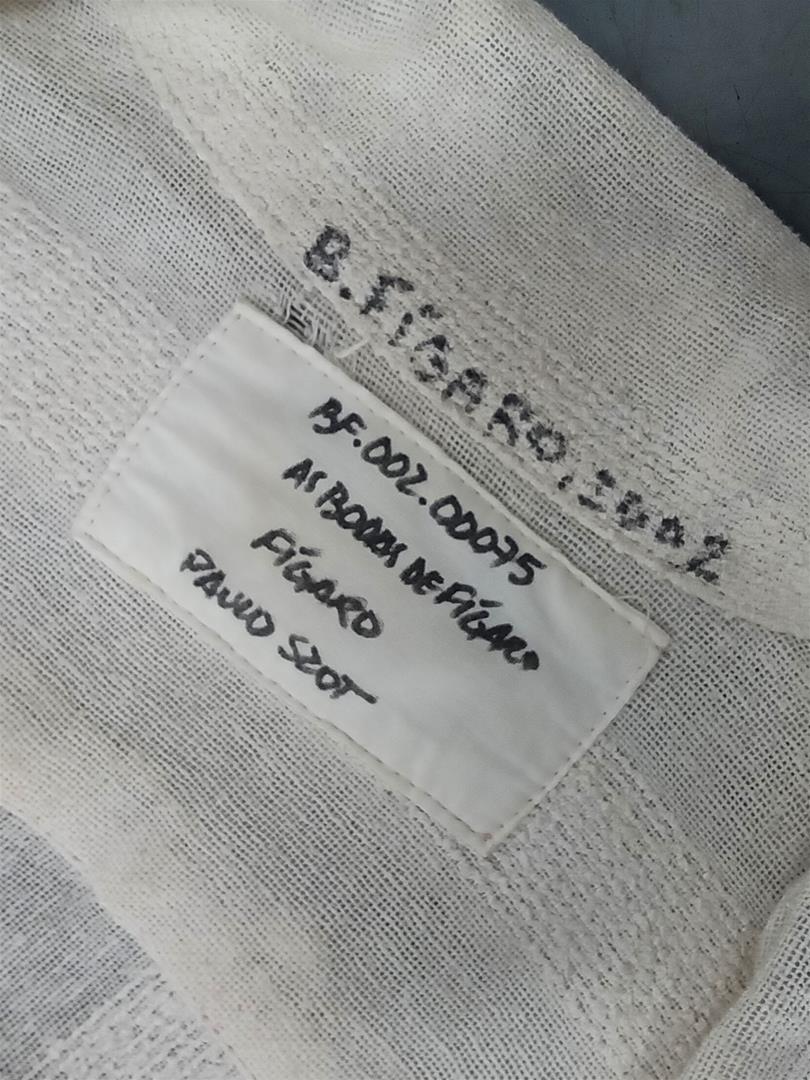 B.FÍGARO,2002
BF.002.00075
AS BODAS DE FÍGARO
FÍGARO
PAULO SZOT